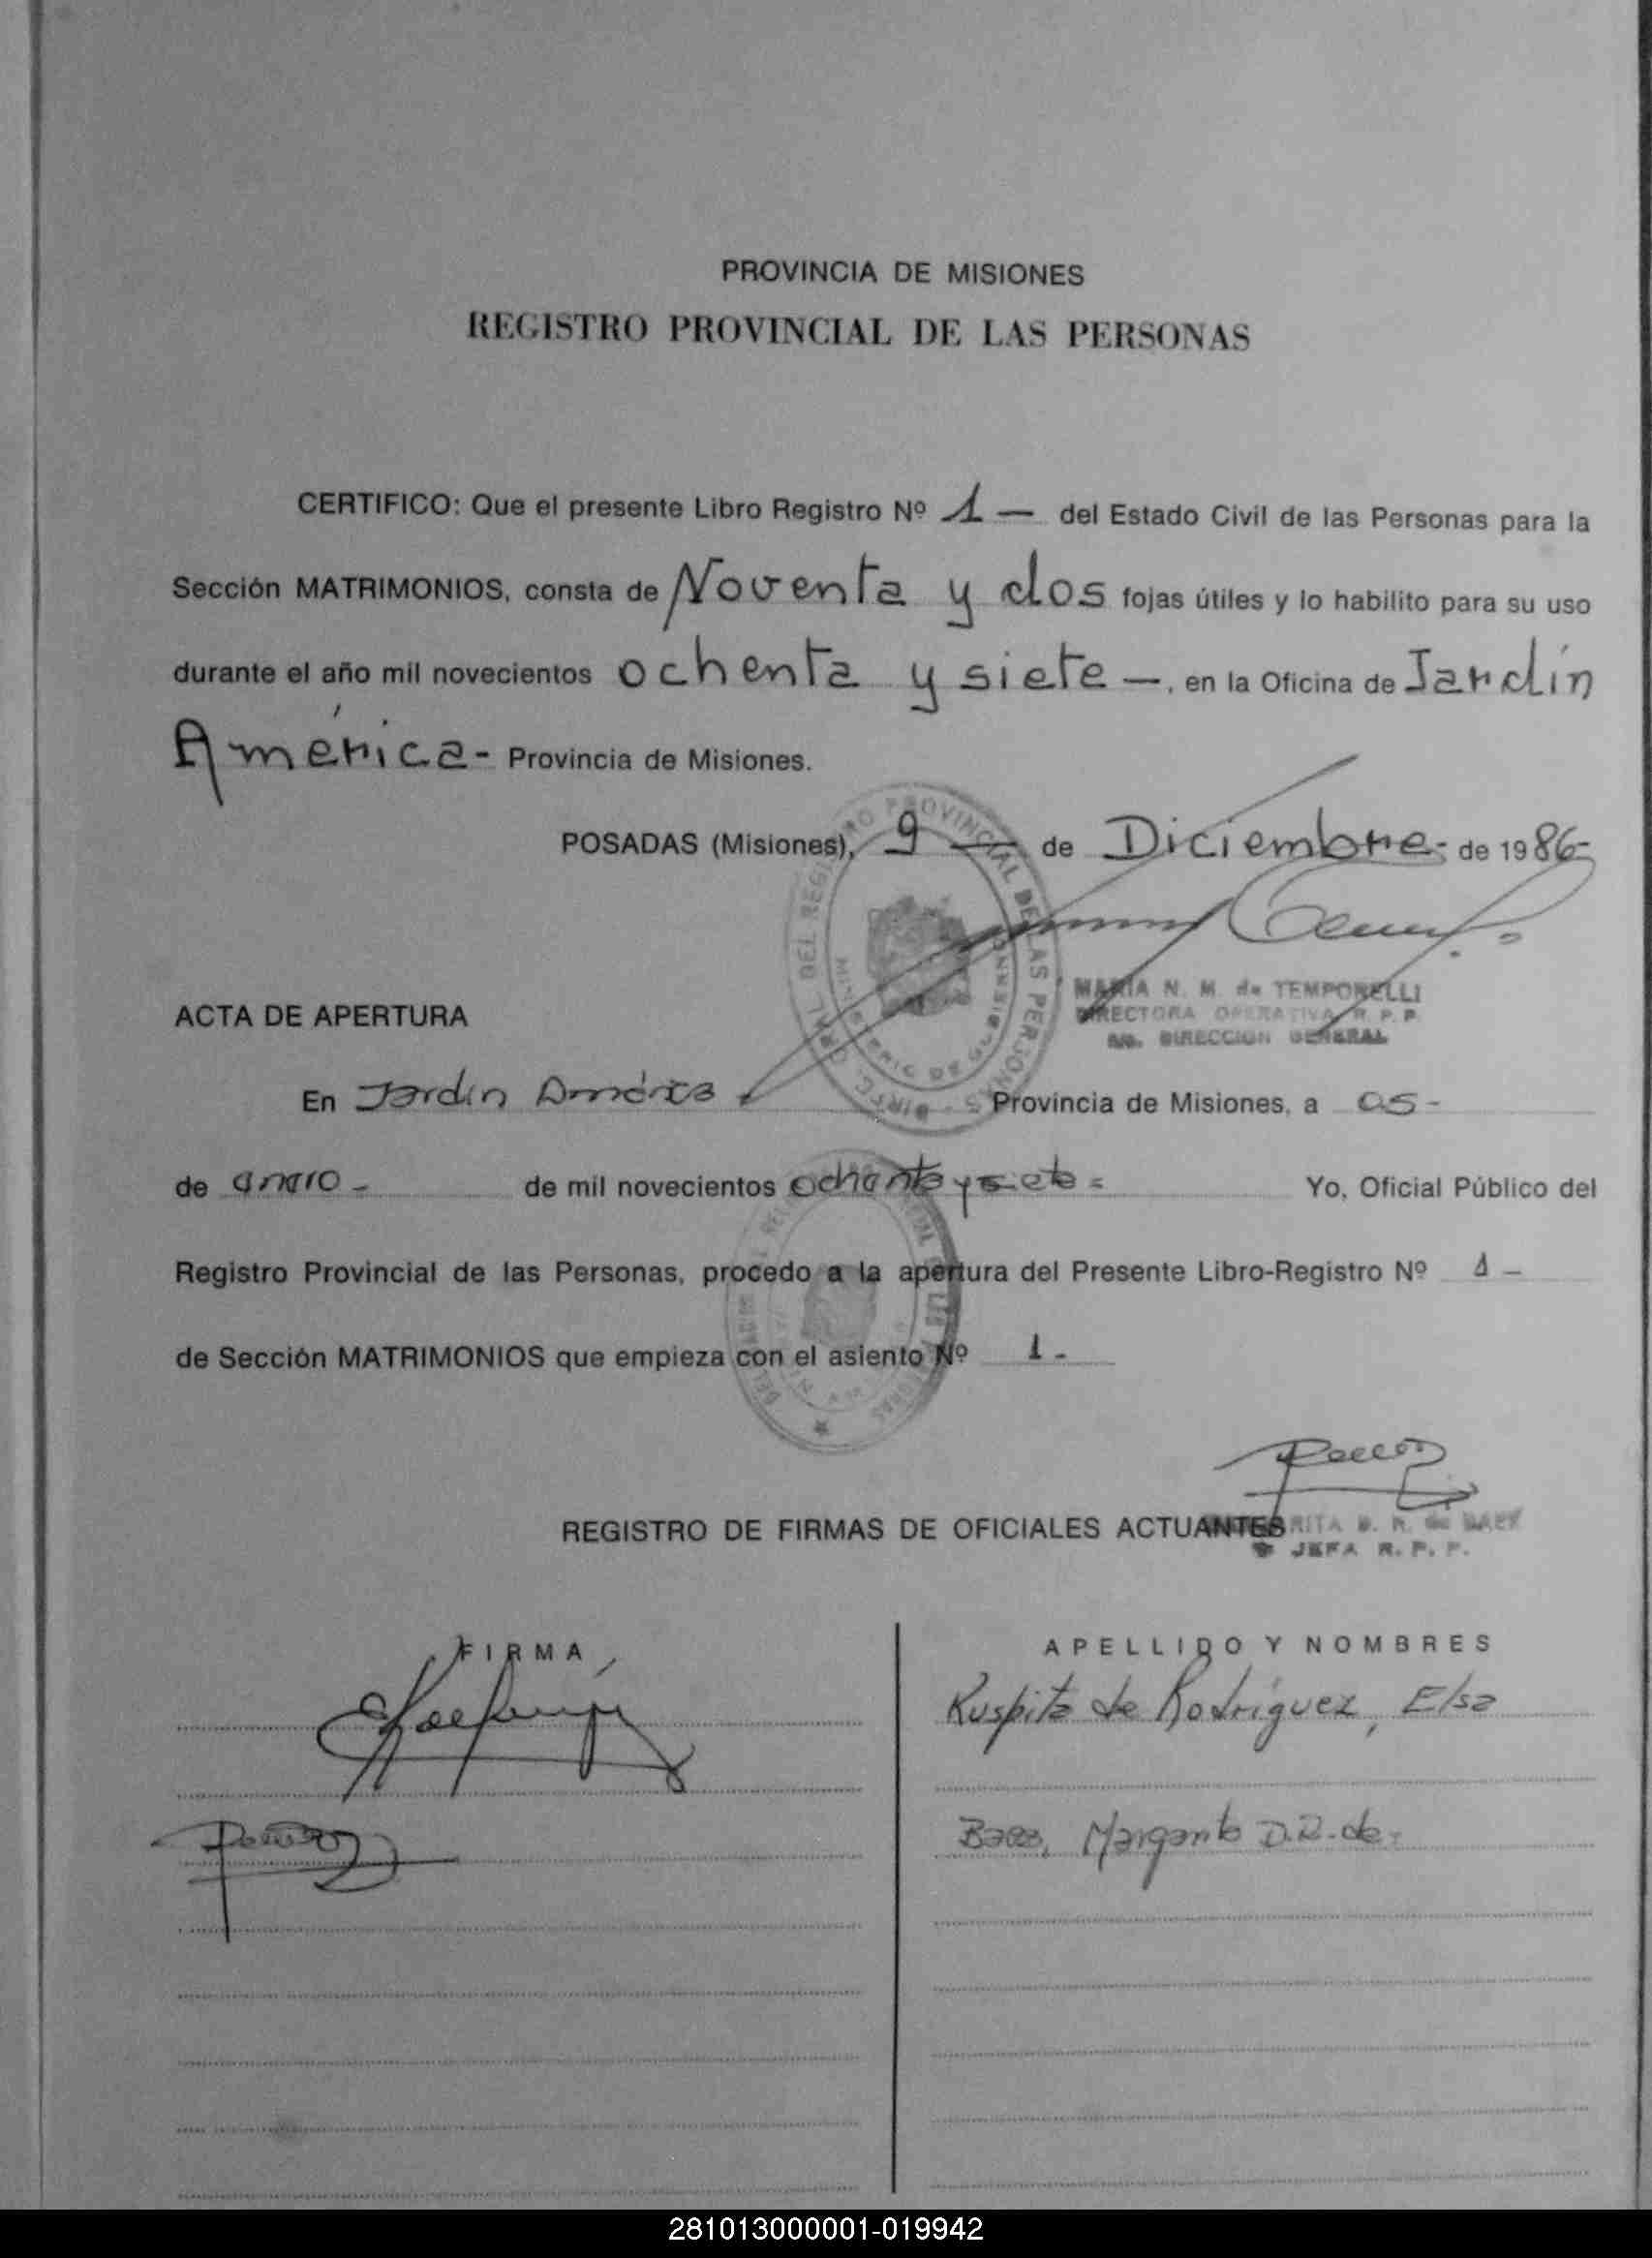 PROVINCIA DE MISIONES
REGISTRO PROVINCIAL DE LAS PERSONAS
CERTIFICO: Que el presente Libro Registro Nº 1 — del Estado Civil de las Personas para la
Sección MATRIMONIOS, consta de Noventa y dos fojas útiles y lo habilito para su uso
durante el año mil novecientos ochenta y siete —, en la Oficina de Jardín
América - Provincia de Misiones.
POSADAS (Misiones), 9 — de Diciembre - de 1986-
MARIA N. M. de TEMPORELLI
DIRECTORA OPERATIVA R. P. P.
DIRECCION GENERAL
ACTA DE APERTURA
En Jardín América Provincia de Misiones, a 05 -
de enero - de mil novecientos ochenta y siete - Yo, Oficial Público del
Registro Provincial de las Personas, procedo a la apertura del Presente Libro-Registro Nº 1 -
de Sección MATRIMONIOS que empieza con el asiento Nº 1 -
REGISTRO DE FIRMAS DE OFICIALES ACTUANTES
JEFA R. P. P.
FIRMA
APELLIDO Y NOMBRES
Kuspita de Rodríguez, Elsa
Baez, Margarita D.R. de
281013000001-019942